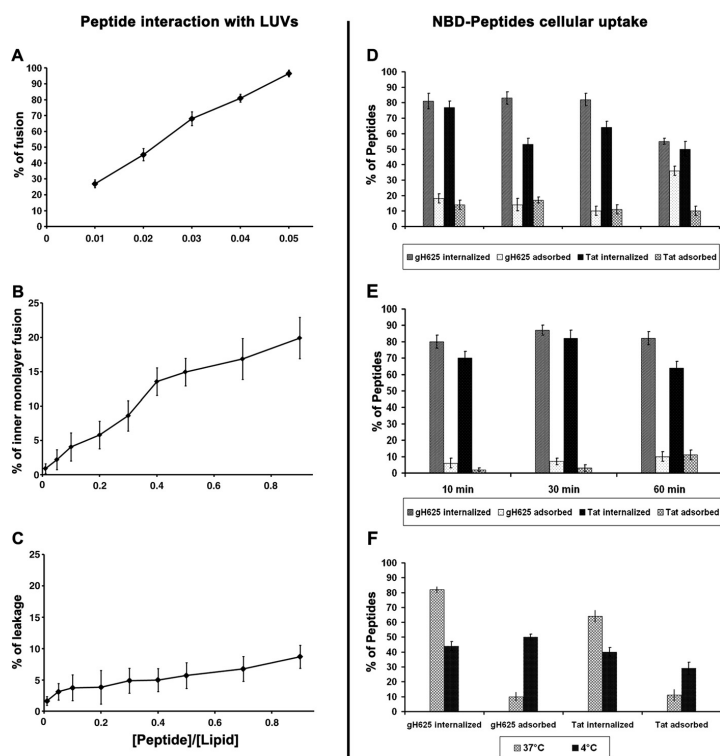 Peptide interaction with LUVs
A
% of fusion
100
90
80
70
60
50
40
30
20
10
0
0 0.01 0.02 0.03 0.04 0.05
B
% of inner monolayer fusion
25
20
15
10
5
0
0 0.2 0.4 0.6 0.8
C
% of leakage
25
20
15
10
5
0
0 0.2 0.4 0.6 0.8
[Peptide]/[Lipid]
NBD-Peptides cellular uptake
D
% of Peptides
100
90
80
70
60
50
40
30
20
10
0
gH625 internalized gH625 adsorbed Tat internalized Tat adsorbed
E
% of Peptides
100
90
80
70
60
50
40
30
20
10
0
10 min 30 min 60 min
gH625 internalized gH625 adsorbed Tat internalized Tat adsorbed
F
% of Peptides
100
90
80
70
60
50
40
30
20
10
0
gH625 internalized gH625 adsorbed Tat internalized Tat adsorbed
37°C 4°C